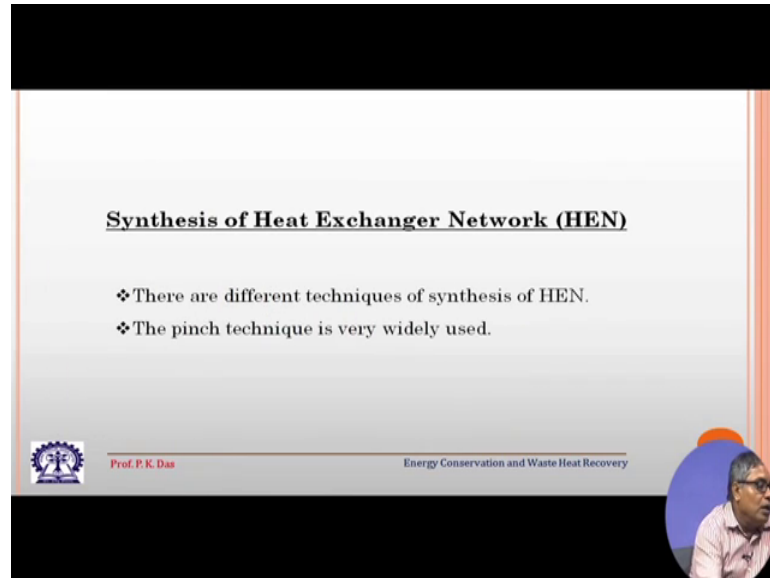 Synthesis of Heat Exchanger Network (HEN)
❖There are different techniques of synthesis of HEN.
❖The pinch technique is very widely used.
Prof. P. K. Das
Energy Conservation and Waste Heat Recovery